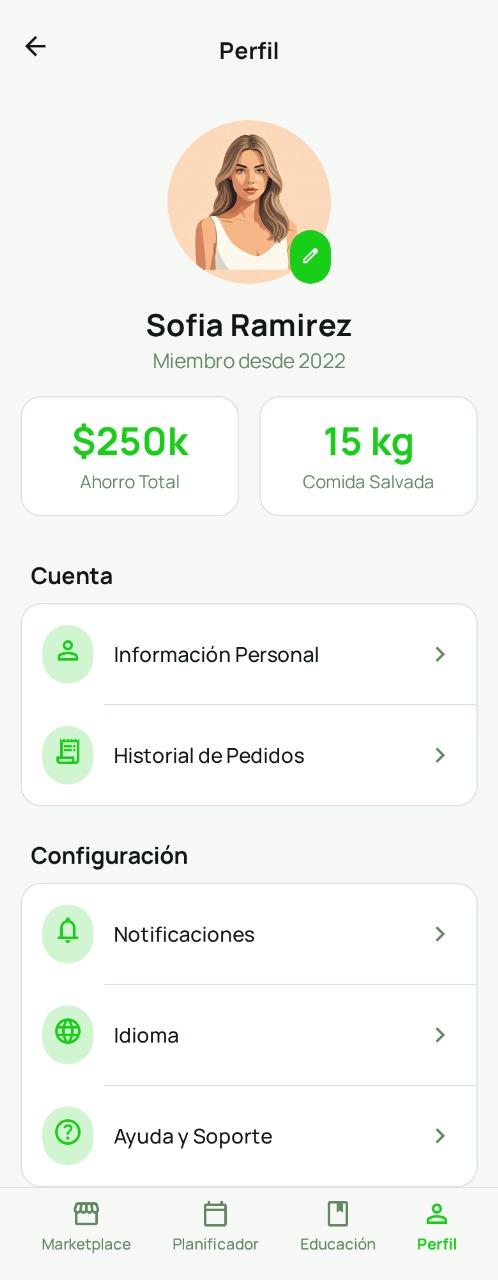 Perfil
Sofia Ramirez
Miembro desde 2022
$250k
Ahorro Total
15 kg
Comida Salvada
Cuenta
Información Personal
Historial de Pedidos
Configuración
Notificaciones
Idioma
Ayuda y Soporte
Marketplace
Planificador
Educación
Perfil